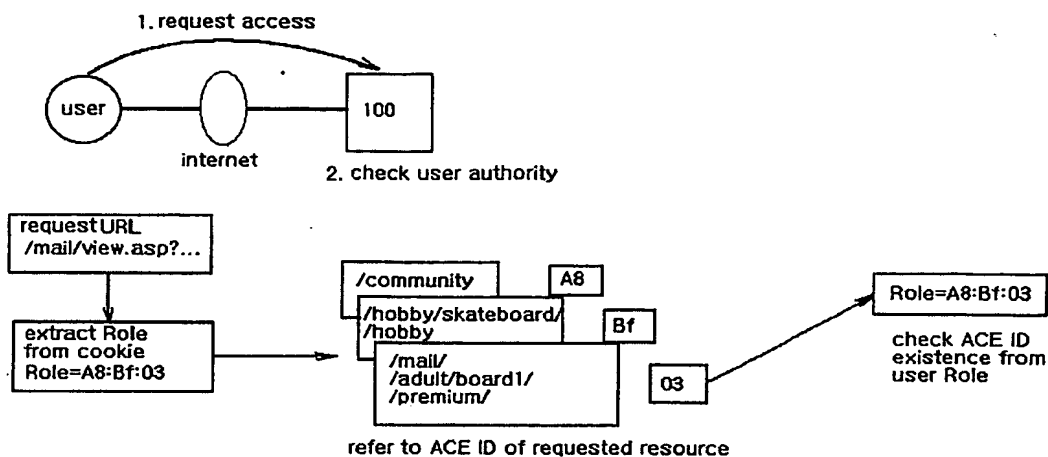 1. request access
user
100
internet
2. check user authority
request URL
/mail/view.asp?...
extract Role
from cookie
Role=A8:Bf:03
/community
A8
/hobby/skateboard/
/hobby
Bf
/mail/
/adult/board1/
/premium/
03
refer to ACE ID of requested resource
Role=A8:Bf:03
check ACE ID
existence from
user Role